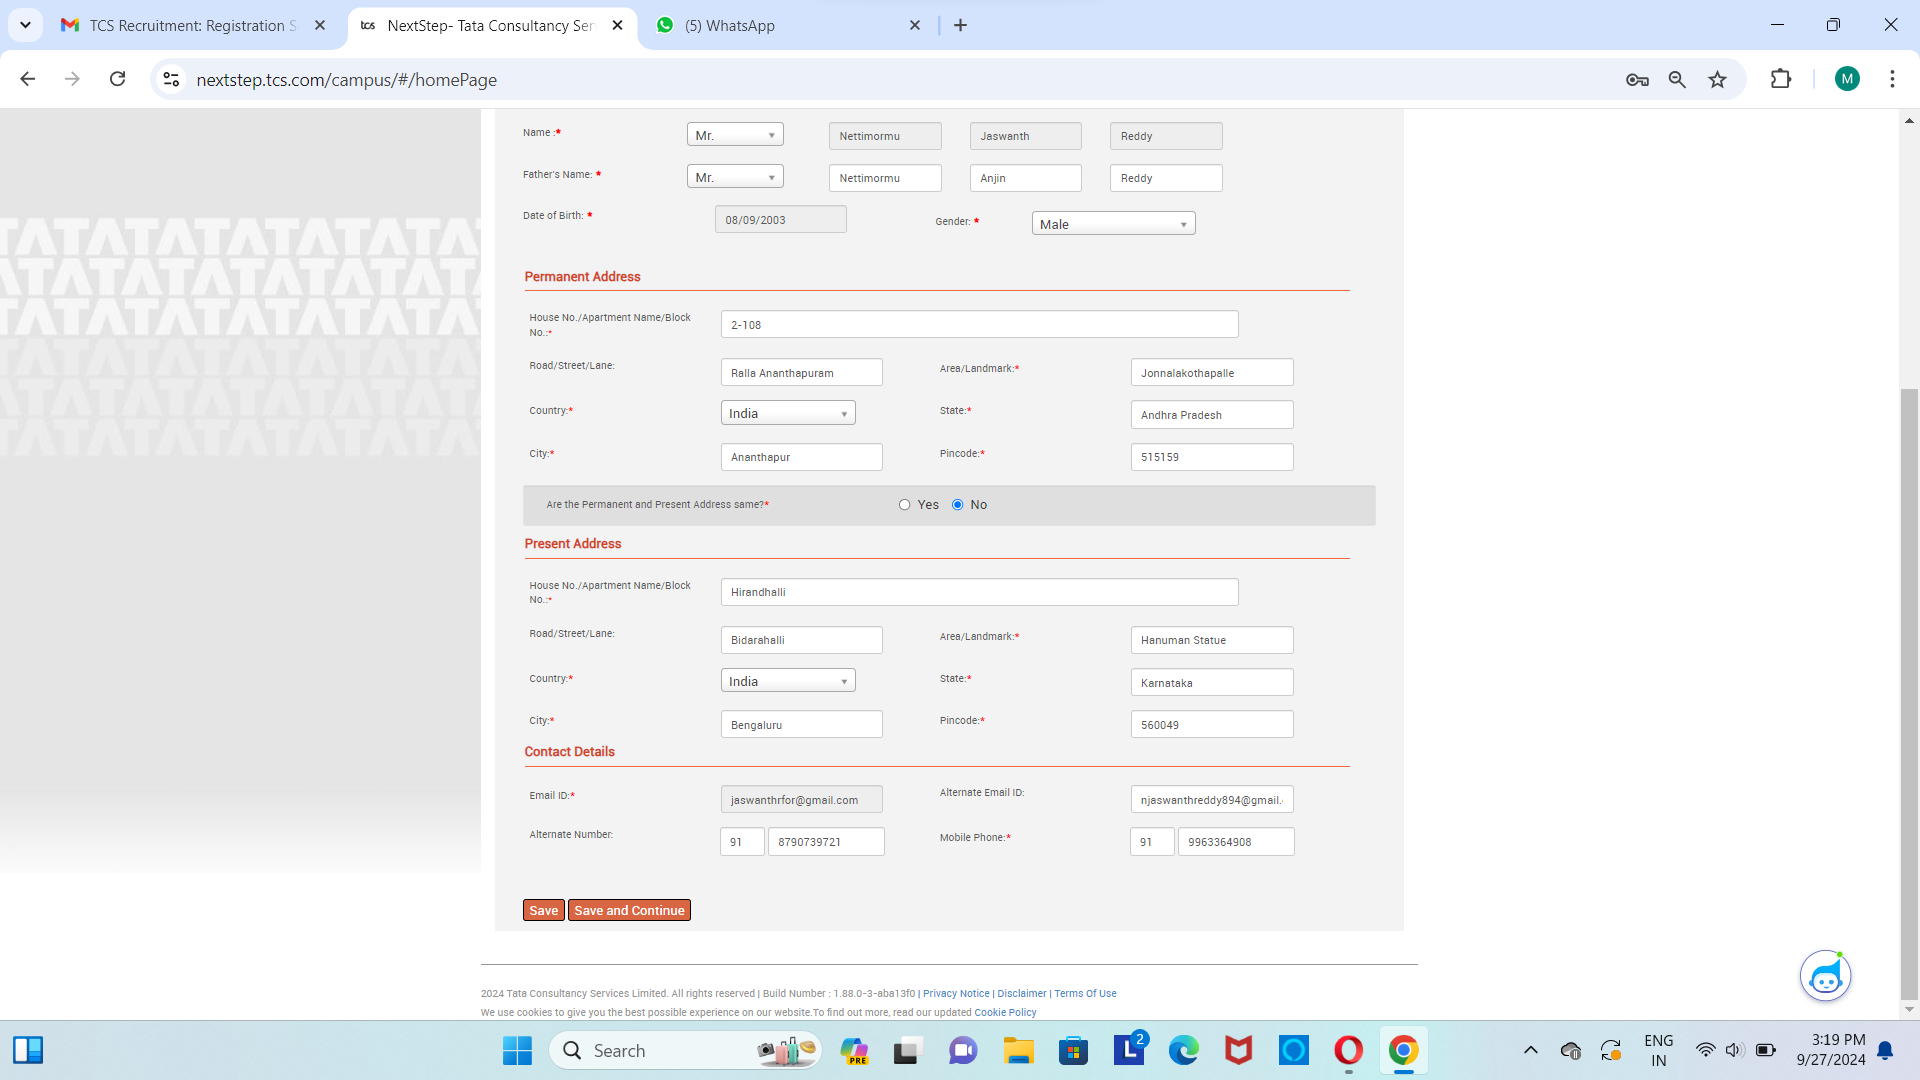 TCS Recruitment: Registration S
tcs NextStep- Tata Consultancy Ser
(5) WhatsApp
nextstep.tcs.com/campus/#/homePage
M
Name :* Mr. Nettimormu Jaswanth Reddy
Father's Name: * Mr. Nettimormu Anjin Reddy
Date of Birth: * 08/09/2003 Gender: * Male
Permanent Address
House No./Apartment Name/Block
No.:* 2-108
Road/Street/Lane: Ralla Ananthapuram Area/Landmark:* Jonnalakothapalle
Country:* India State:* Andhra Pradesh
City:* Ananthapur Pincode:* 515159
Are the Permanent and Present Address same?* Yes No
Present Address
House No./Apartment Name/Block
No.:* Hirandhalli
Road/Street/Lane: Bidarahalli Area/Landmark:* Hanuman Statue
Country:* India State:* Karnataka
City:* Bengaluru Pincode:* 560049
Contact Details
Email ID:* jaswanthrfor@gmail.com Alternate Email ID: njaswanthreddy894@gmail.
Alternate Number: 91 8790739721 Mobile Phone:* 91 9963364908
Save Save and Continue
2024 Tata Consultancy Services Limited. All rights reserved | Build Number : 1.88.0-3-aba13f0 | Privacy Notice | Disclaimer | Terms Of Use
We use cookies to give you the best possible experience on our website.To find out more, read our updated Cookie Policy
Search
PRE
L 2
ENG
IN
3:19 PM
9/27/2024